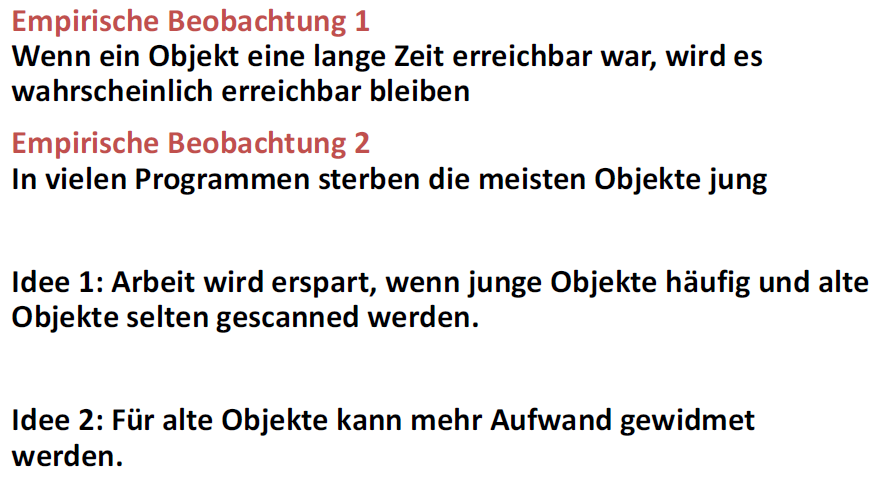 Empirische Beobachtung 1
Wenn ein Objekt eine lange Zeit erreichbar war, wird es
wahrscheinlich erreichbar bleiben
Empirische Beobachtung 2
In vielen Programmen sterben die meisten Objekte jung
Idee 1: Arbeit wird erspart, wenn junge Objekte häufig und alte
Objekte selten gescanned werden.
Idee 2: Für alte Objekte kann mehr Aufwand gewidmet
werden.